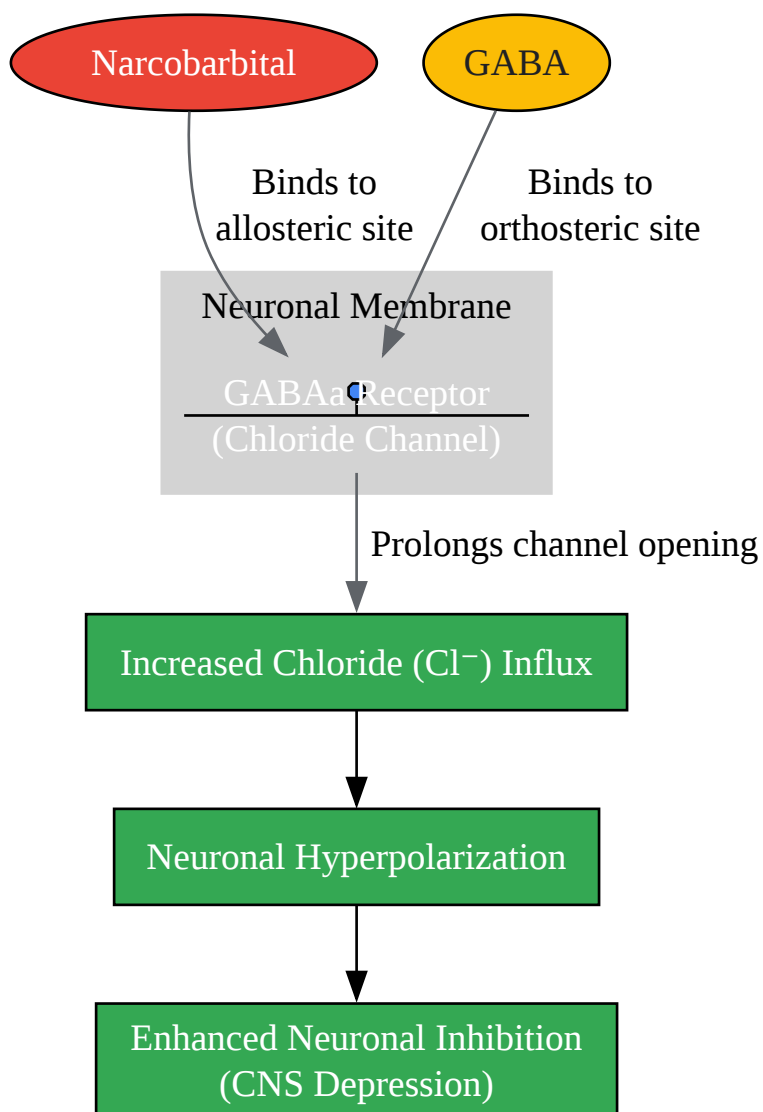 Narcobarbital
GABA
Binds to
allosteric site
Binds to
orthosteric site
Neuronal Membrane
GABAa Receptor
(Chloride Channel)
Prolongs channel opening
Increased Chloride (Cl⁻) Influx
Neuronal Hyperpolarization
Enhanced Neuronal Inhibition
(CNS Depression)